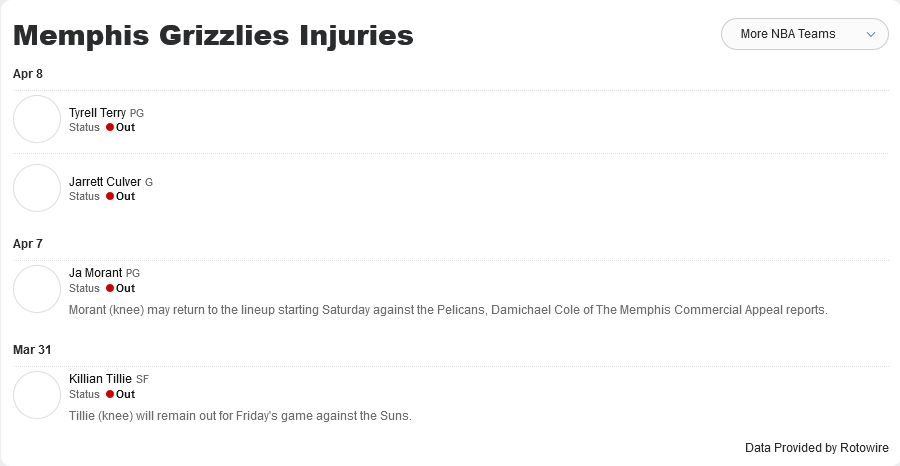 Memphis Grizzlies Injuries
More NBA Teams
Apr 8
Tyrell Terry PG
Status Out
Jarrett Culver G
Status Out
Apr 7
Ja Morant PG
Status Out
Morant (knee) may return to the lineup starting Saturday against the Pelicans, Damichael Cole of The Memphis Commercial Appeal reports.
Mar 31
Killian Tillie SF
Status Out
Tillie (knee) will remain out for Friday's game against the Suns.
Data Provided by Rotowire